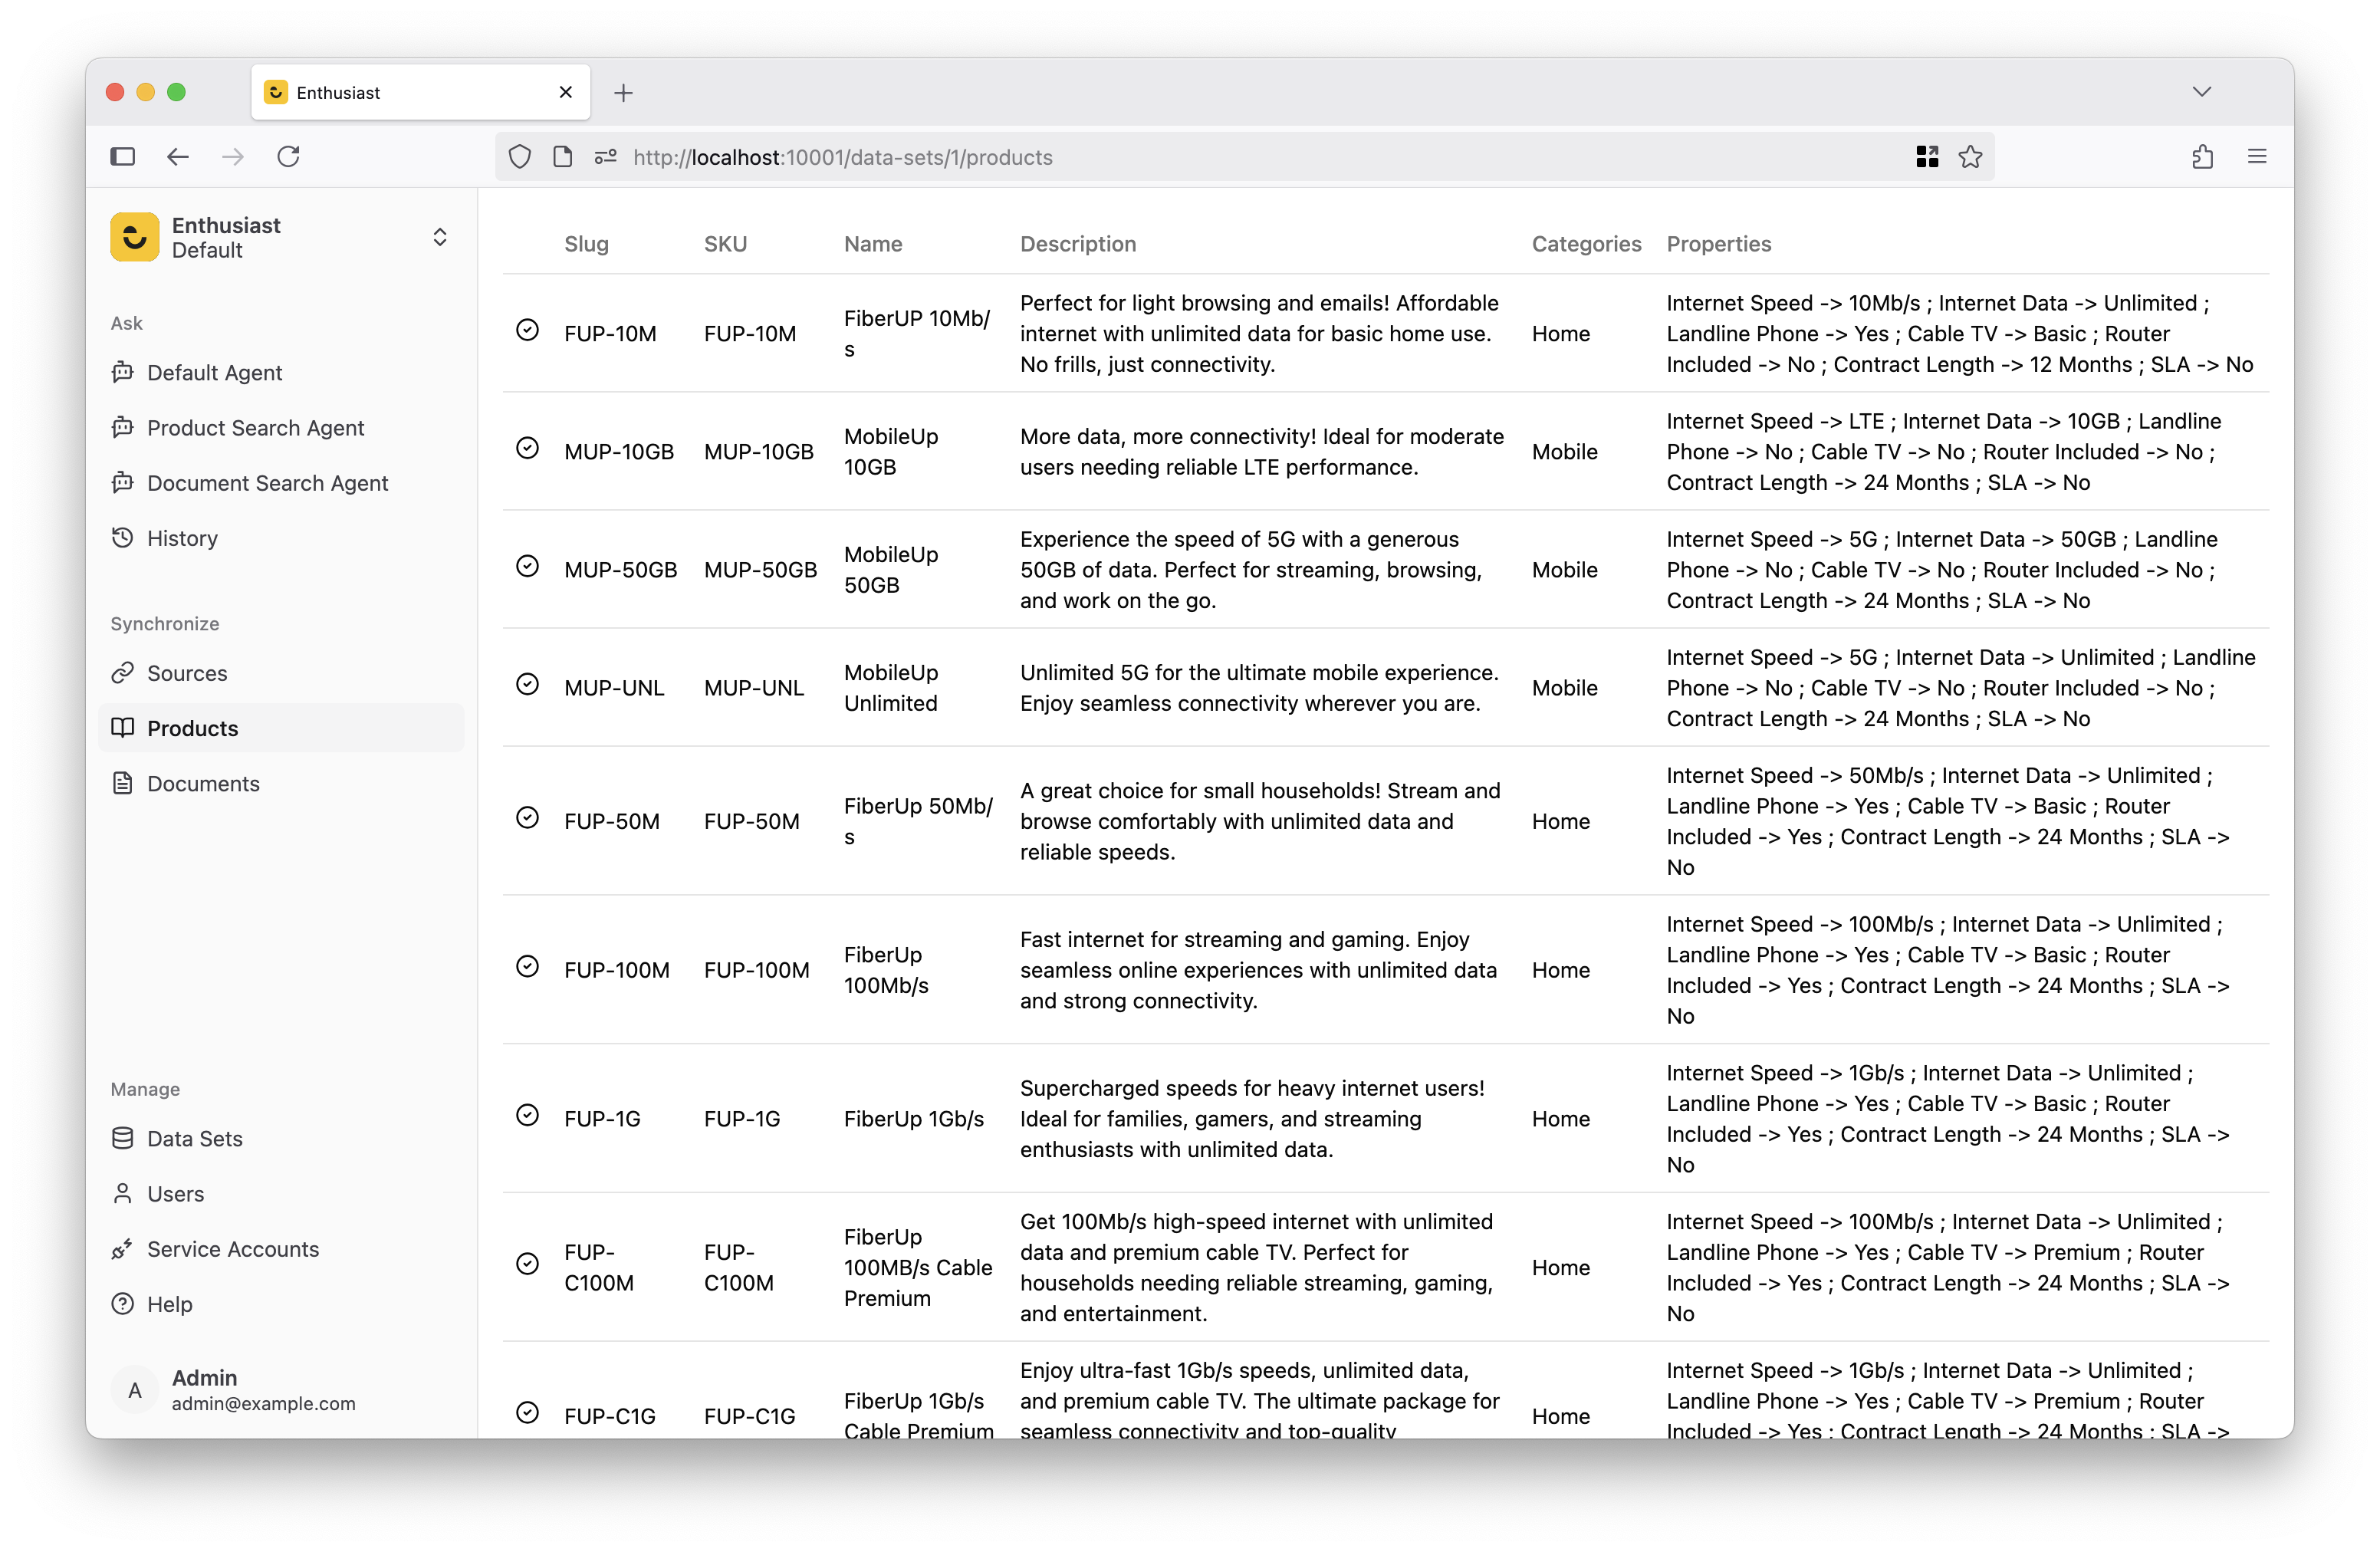 Enthusiast
http://localhost:10001/data-sets/1/products
Enthusiast
Default
Ask
Default Agent
Product Search Agent
Document Search Agent
History
Synchronize
Sources
Products
Documents
Manage
Data Sets
Users
Service Accounts
Help
A
Admin
admin@example.com
Slug
SKU
Name
Description
Categories
Properties
FUP-10M
FUP-10M
FiberUP 10Mb/
s
Perfect for light browsing and emails! Affordable
internet with unlimited data for basic home use.
No frills, just connectivity.
Home
Internet Speed -> 10Mb/s ; Internet Data -> Unlimited ;
Landline Phone -> Yes ; Cable TV -> Basic ; Router
Included -> No ; Contract Length -> 12 Months ; SLA -> No
MUP-10GB
MUP-10GB
MobileUp
10GB
More data, more connectivity! Ideal for moderate
users needing reliable LTE performance.
Mobile
Internet Speed -> LTE ; Internet Data -> 10GB ; Landline
Phone -> No ; Cable TV -> No ; Router Included -> No ;
Contract Length -> 24 Months ; SLA -> No
MUP-50GB
MUP-50GB
MobileUp
50GB
Experience the speed of 5G with a generous
50GB of data. Perfect for streaming, browsing,
and work on the go.
Mobile
Internet Speed -> 5G ; Internet Data -> 50GB ; Landline
Phone -> No ; Cable TV -> No ; Router Included -> No ;
Contract Length -> 24 Months ; SLA -> No
MUP-UNL
MUP-UNL
MobileUp
Unlimited
Unlimited 5G for the ultimate mobile experience.
Enjoy seamless connectivity wherever you are.
Mobile
Internet Speed -> 5G ; Internet Data -> Unlimited ; Landline
Phone -> No ; Cable TV -> No ; Router Included -> No ;
Contract Length -> 24 Months ; SLA -> No
FUP-50M
FUP-50M
FiberUp 50Mb/
s
A great choice for small households! Stream and
browse comfortably with unlimited data and
reliable speeds.
Home
Internet Speed -> 50Mb/s ; Internet Data -> Unlimited ;
Landline Phone -> Yes ; Cable TV -> Basic ; Router
Included -> Yes ; Contract Length -> 24 Months ; SLA ->
No
FUP-100M
FUP-100M
FiberUp
100Mb/s
Fast internet for streaming and gaming. Enjoy
seamless online experiences with unlimited data
and strong connectivity.
Home
Internet Speed -> 100Mb/s ; Internet Data -> Unlimited ;
Landline Phone -> Yes ; Cable TV -> Basic ; Router
Included -> Yes ; Contract Length -> 24 Months ; SLA ->
No
FUP-1G
FUP-1G
FiberUp 1Gb/s
Supercharged speeds for heavy internet users!
Ideal for families, gamers, and streaming
enthusiasts with unlimited data.
Home
Internet Speed -> 1Gb/s ; Internet Data -> Unlimited ;
Landline Phone -> Yes ; Cable TV -> Basic ; Router
Included -> Yes ; Contract Length -> 24 Months ; SLA ->
No
FUP-
C100M
FUP-
C100M
FiberUp
100MB/s Cable
Premium
Get 100Mb/s high-speed internet with unlimited
data and premium cable TV. Perfect for
households needing reliable streaming, gaming,
and entertainment.
Home
Internet Speed -> 100Mb/s ; Internet Data -> Unlimited ;
Landline Phone -> Yes ; Cable TV -> Premium ; Router
Included -> Yes ; Contract Length -> 24 Months ; SLA ->
No
FUP-C1G
FUP-C1G
FiberUp 1Gb/s
Cable Premium
Enjoy ultra-fast 1Gb/s speeds, unlimited data,
and premium cable TV. The ultimate package for
seamless connectivity and top-quality
Home
Internet Speed -> 1Gb/s ; Internet Data -> Unlimited ;
Landline Phone -> Yes ; Cable TV -> Premium ; Router
Included -> Yes ; Contract Length -> 24 Months ; SLA ->